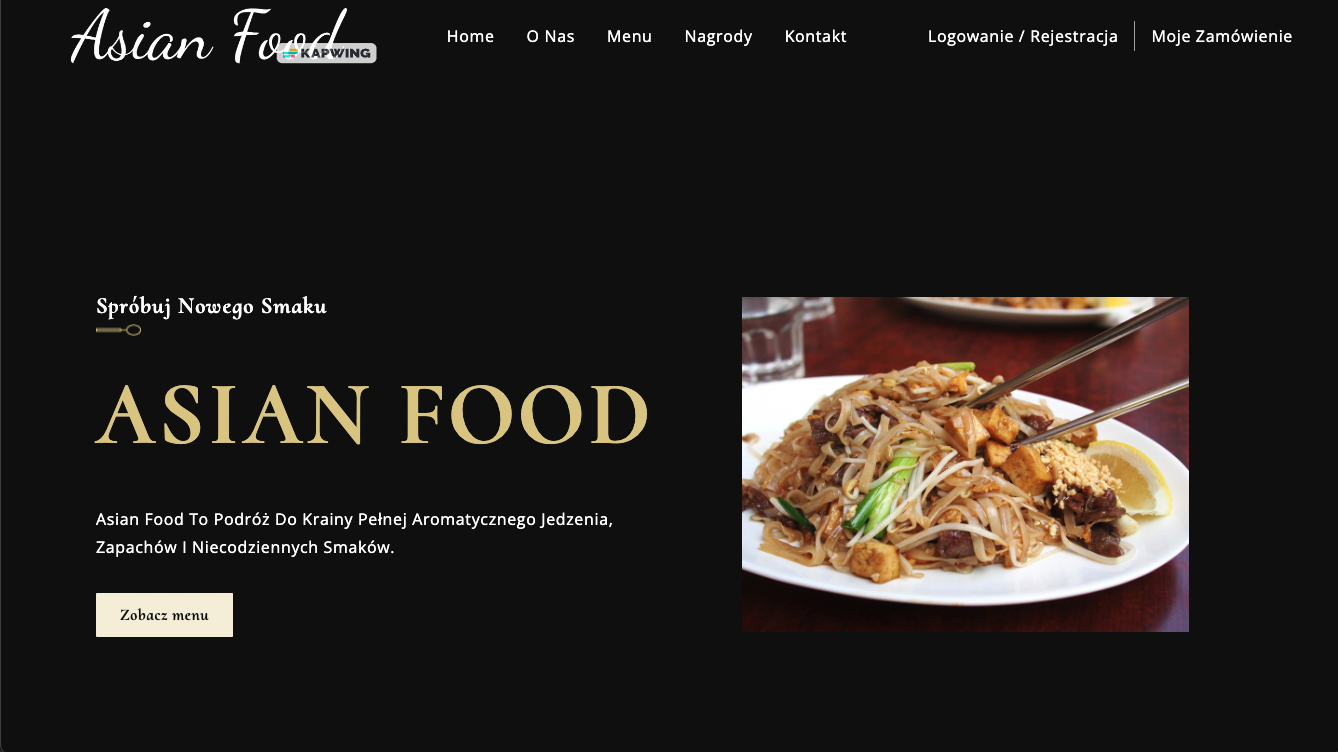 Asian Food
KAPWING
Home O Nas Menu Nagrody Kontakt Logowanie / Rejestracja Moje Zamówienie
Spróbuj Nowego Smaku
ASIAN FOOD
Asian Food To Podróż Do Krainy Pełnej Aromatycznego Jedzenia,
Zapachów I Niecodziennych Smaków.
Zobacz menu